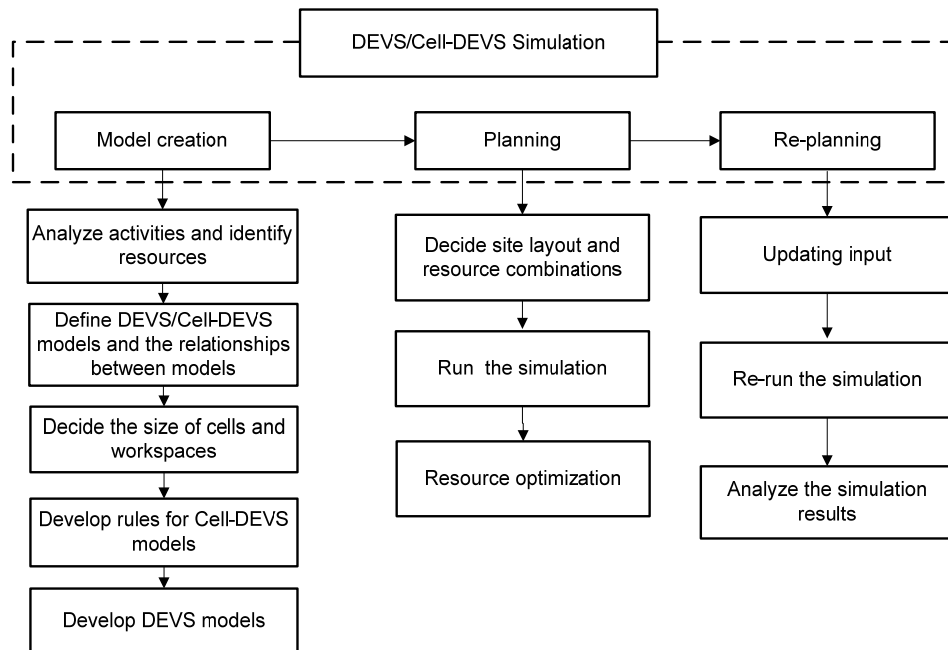 DEVS/Cell-DEVS Simulation
Model creation
Planning
Re-planning
Analyze activities and identify
resources
Define DEVS/Cell-DEVS
models and the relationships
between models
Decide the size of cells and
workspaces
Develop rules for Cell-DEVS
models
Develop DEVS models
Decide site layout and
resource combinations
Run the simulation
Resource optimization
Updating input
Re-run the simulation
Analyze the simulation
results